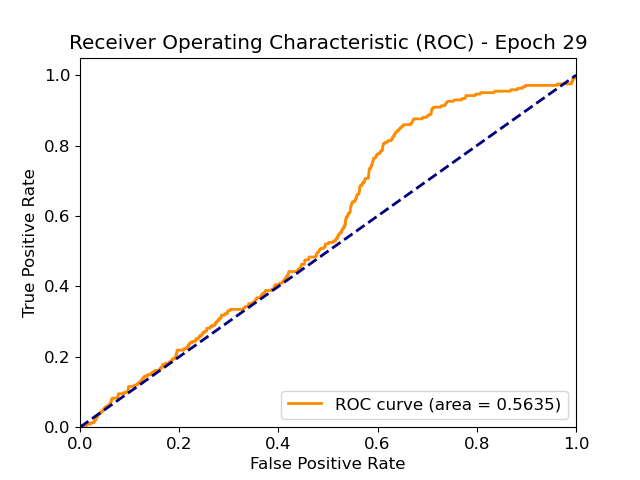 Receiver Operating Characteristic (ROC) - Epoch 29
True Positive Rate
1.0
0.8
0.6
0.4
0.2
0.0
ROC curve (area = 0.5635)
0.0 0.2 0.4 0.6 0.8 1.0
False Positive Rate